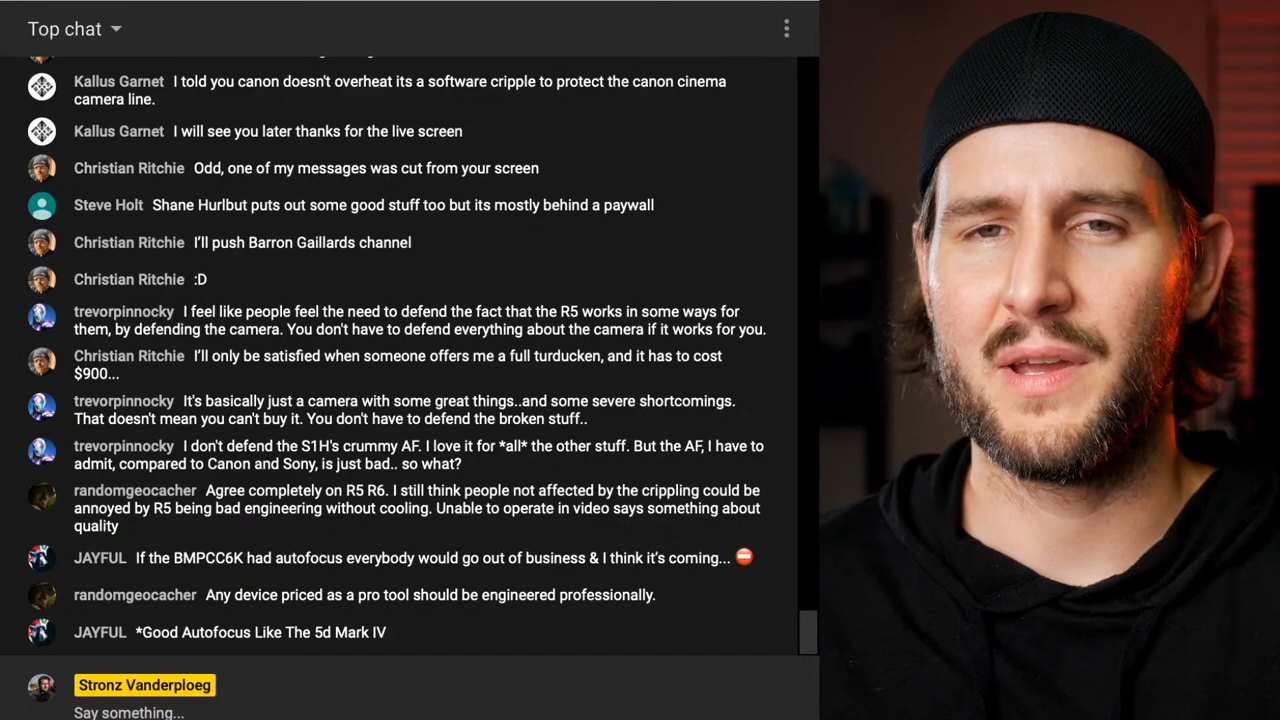 Top chat
Kallus Garnet I told you canon doesn't overheat its a software cripple to protect the canon cinema
camera line.
Kallus Garnet I will see you later thanks for the live screen
Christian Ritchie Odd, one of my messages was cut from your screen
Steve Holt Shane Hurlbut puts out some good stuff too but its mostly behind a paywall
Christian Ritchie I’ll push Barron Gaillards channel
Christian Ritchie :D
trevorpinnocky I feel like people feel the need to defend the fact that the R5 works in some ways for
them, by defending the camera. You don't have to defend everything about the camera if it works for you.
Christian Ritchie I’ll only be satisfied when someone offers me a full turducken, and it has to cost
$900...
trevorpinnocky It's basically just a camera with some great things..and some severe shortcomings.
That doesn't mean you can't buy it. You don't have to defend the broken stuff..
trevorpinnocky I don't defend the S1H's crummy AF. I love it for *all* the other stuff. But the AF, I have to
admit, compared to Canon and Sony, is just bad.. so what?
randomgeocacher Agree completely on R5 R6. I still think people not affected by the crippling could be
annoyed by R5 being bad engineering without cooling. Unable to operate in video says something about
quality
JAYFUL If the BMPCC6K had autofocus everybody would go out of business & I think it’s coming... ⛔
randomgeocacher Any device priced as a pro tool should be engineered professionally.
JAYFUL *Good Autofocus Like The 5d Mark IV
Stronz Vanderploeg
Say something...